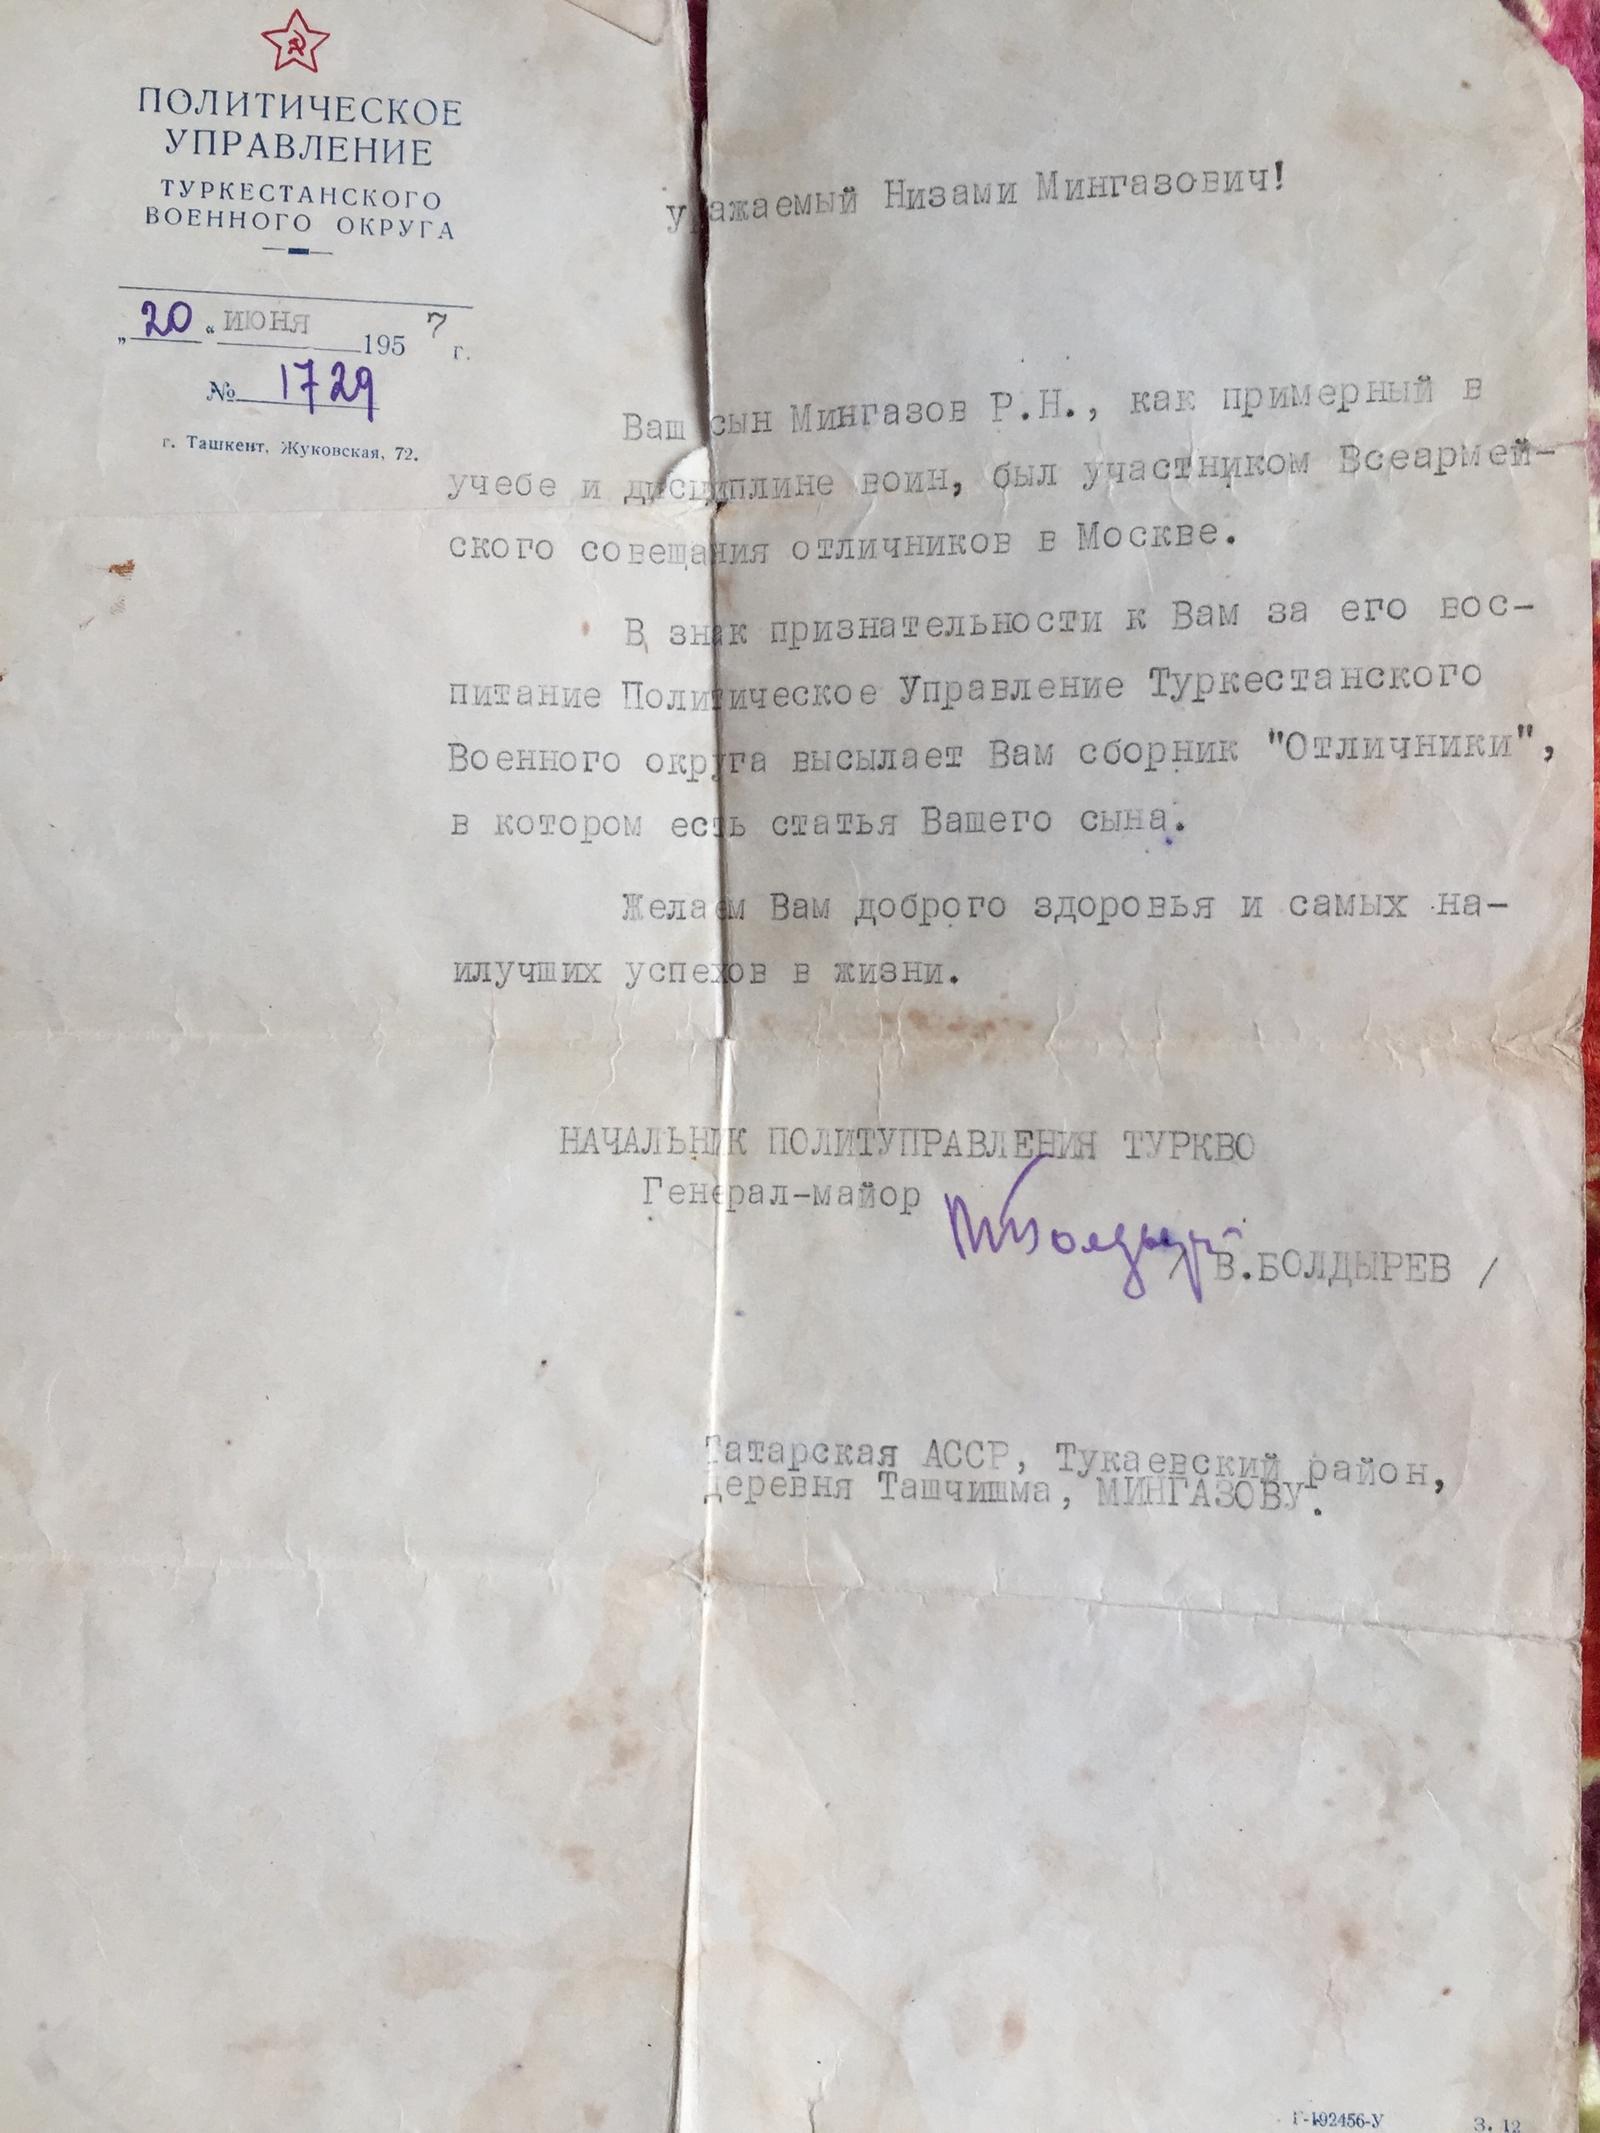 ПОЛИТИЧЕСКОЕ
УПРАВЛЕНИЕ
ТУРКЕСТАНСКОГО
ВОЕННОГО ОКРУГА
„20“ июня 1957 г.
№ 1729
г. Ташкент, Жуковская, 72.
уважаемый Низами Мингазович!
Ваш сын Мингазов Р.Н., как примерный в
учебе и дисциплине воин, был участником Всеармей-
ского совещания отличников в Москве.
В знак признательности к Вам за его вос-
питание Политическое Управление Туркестанского
Военного округа высылает Вам сборник "Отличники",
в котором есть статья Вашего сына.
Желаем Вам доброго здоровья и самых на-
илучших успехов в жизни.
НАЧАЛЬНИК ПОЛИТУПРАВЛЕНИЯ ТУРКВО
Генерал-майор
/ В.БОЛДЫРЕВ /
Татарская АССР, Тукаевский район,
деревня Ташчишма, МИНГАЗОВУ.
Г-192456-У З. 12